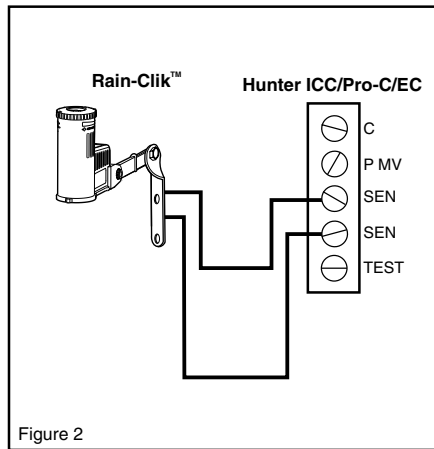 Rain-Clik™
Hunter ICC/Pro-C/EC
C
P MV
SEN
SEN
TEST
Figure 2